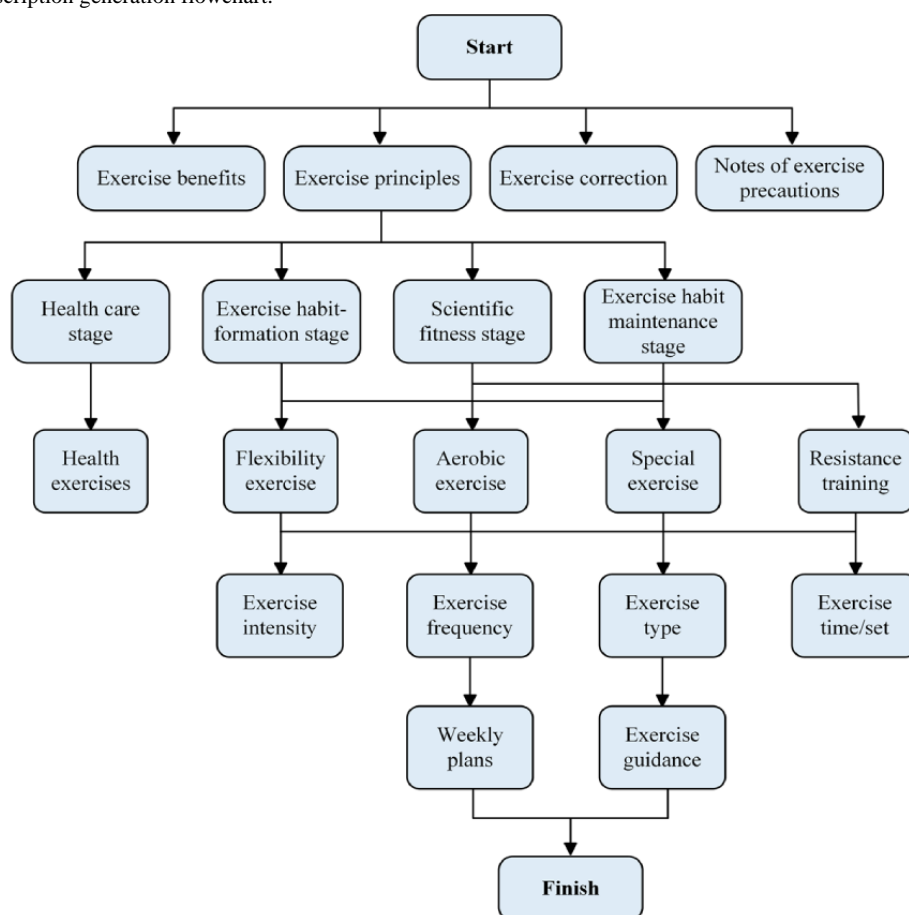 scription generation flowchart.
Start
Exercise benefits
Exercise principles
Exercise correction
Notes of exercise
precautions
Health care
stage
Exercise habit-
formation stage
Scientific
fitness stage
Exercise habit
maintenance
stage
Health
exercises
Flexibility
exercise
Aerobic
exercise
Special
exercise
Resistance
training
Exercise
intensity
Exercise
frequency
Exercise
type
Exercise
time/set
Weekly
plans
Exercise
guidance
Finish